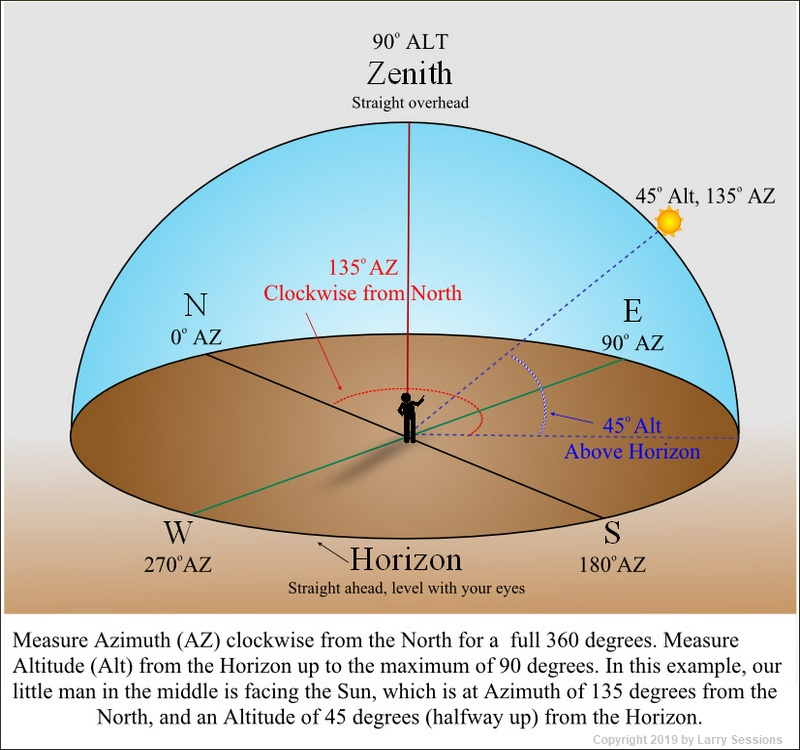 90° ALT
Zenith
Straight overhead
45° Alt, 135° AZ
135° AZ
Clockwise from North
N
0° AZ
E
90° AZ
45° Alt
Above Horizon
W
270° AZ
S
180° AZ
Horizon
Straight ahead, level with your eyes
Measure Azimuth (AZ) clockwise from the North for a full 360 degrees. Measure
Altitude (Alt) from the Horizon up to the maximum of 90 degrees. In this example, our
little man in the middle is facing the Sun, which is at Azimuth of 135 degrees from the
North, and an Altitude of 45 degrees (halfway up) from the Horizon.
Copyright 2019 by Larry Sessions